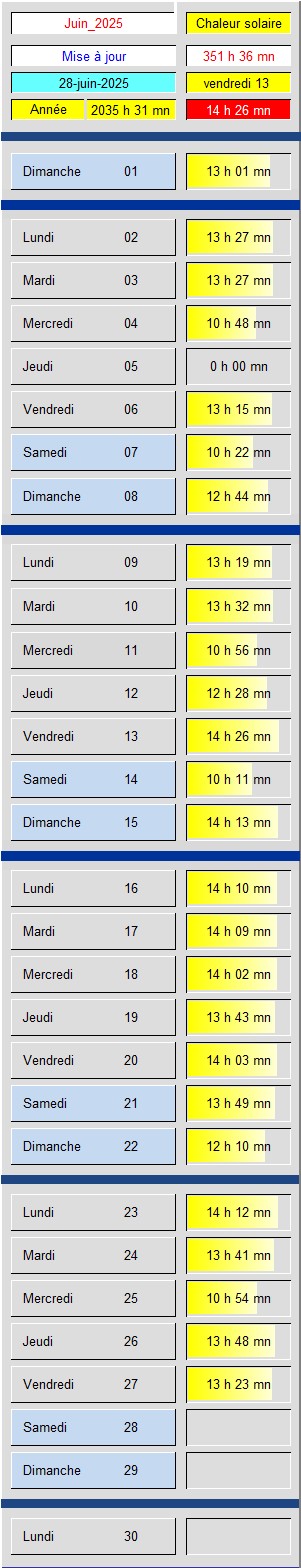 Juin_2025 Chaleur solaire
Mise à jour 351 h 36 mn
28-juin-2025 vendredi 13
Année 2035 h 31 mn 14 h 26 mn
Dimanche 01 13 h 01 mn
Lundi 02 13 h 27 mn
Mardi 03 13 h 27 mn
Mercredi 04 10 h 48 mn
Jeudi 05 0 h 00 mn
Vendredi 06 13 h 15 mn
Samedi 07 10 h 22 mn
Dimanche 08 12 h 44 mn
Lundi 09 13 h 19 mn
Mardi 10 13 h 32 mn
Mercredi 11 10 h 56 mn
Jeudi 12 12 h 28 mn
Vendredi 13 14 h 26 mn
Samedi 14 10 h 11 mn
Dimanche 15 14 h 13 mn
Lundi 16 14 h 10 mn
Mardi 17 14 h 09 mn
Mercredi 18 14 h 02 mn
Jeudi 19 13 h 43 mn
Vendredi 20 14 h 03 mn
Samedi 21 13 h 49 mn
Dimanche 22 12 h 10 mn
Lundi 23 14 h 12 mn
Mardi 24 13 h 41 mn
Mercredi 25 10 h 54 mn
Jeudi 26 13 h 48 mn
Vendredi 27 13 h 23 mn
Samedi 28
Dimanche 29
Lundi 30